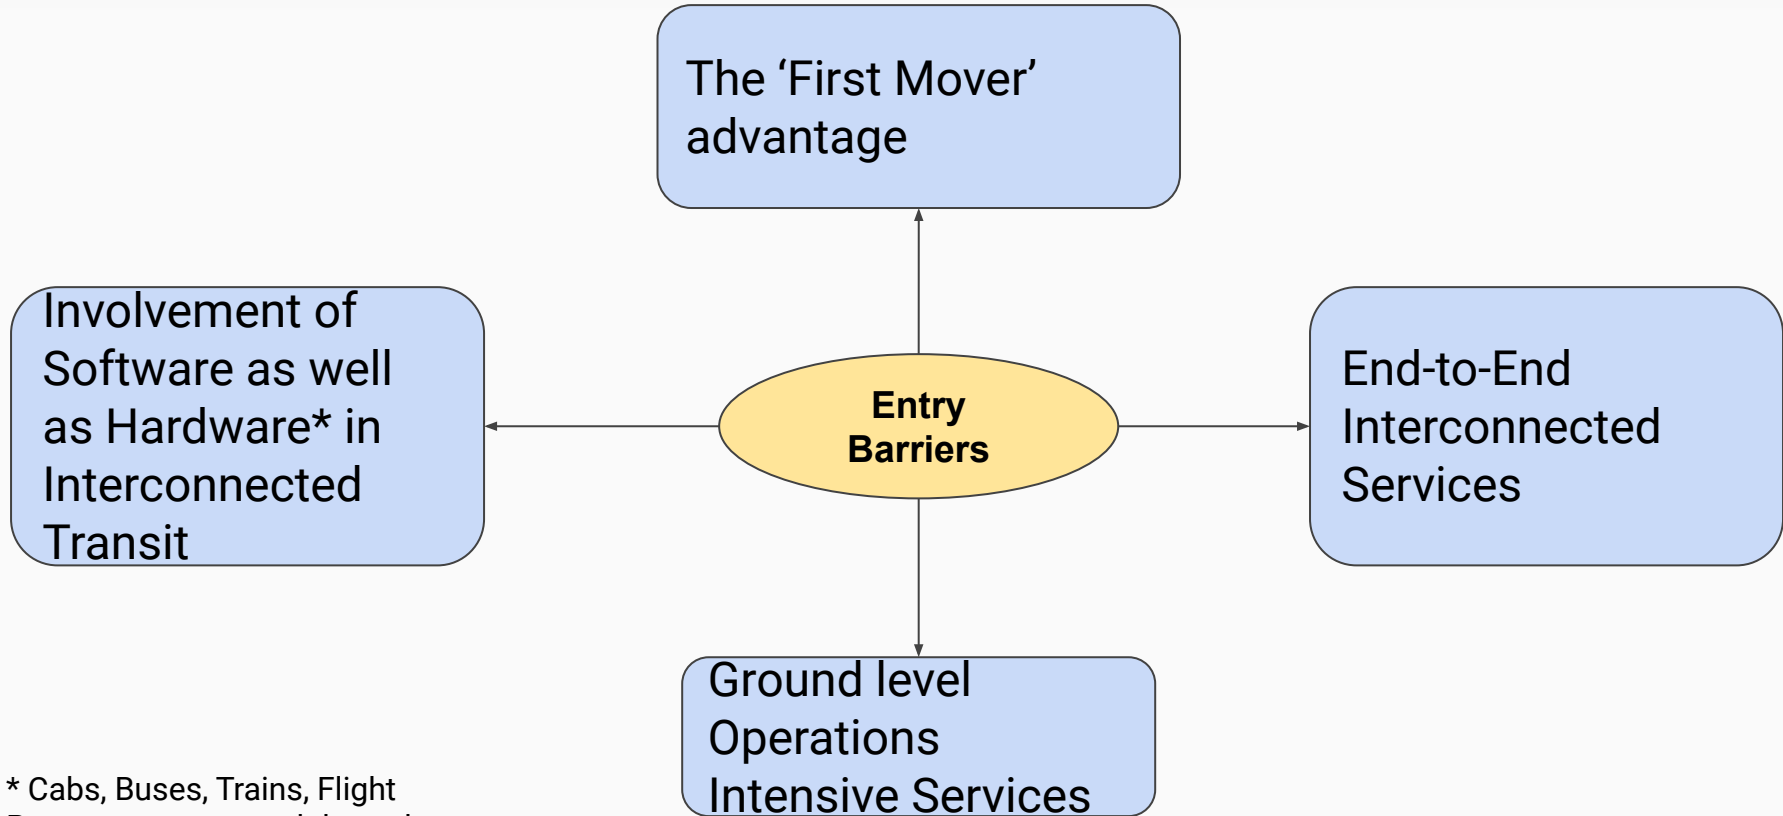 The ‘First Mover’
advantage
Involvement of
Software as well
as Hardware* in
Interconnected
Transit
Entry
Barriers
End-to-End
Interconnected
Services
Ground level
Operations
Intensive Services
* Cabs, Buses, Trains, Flight